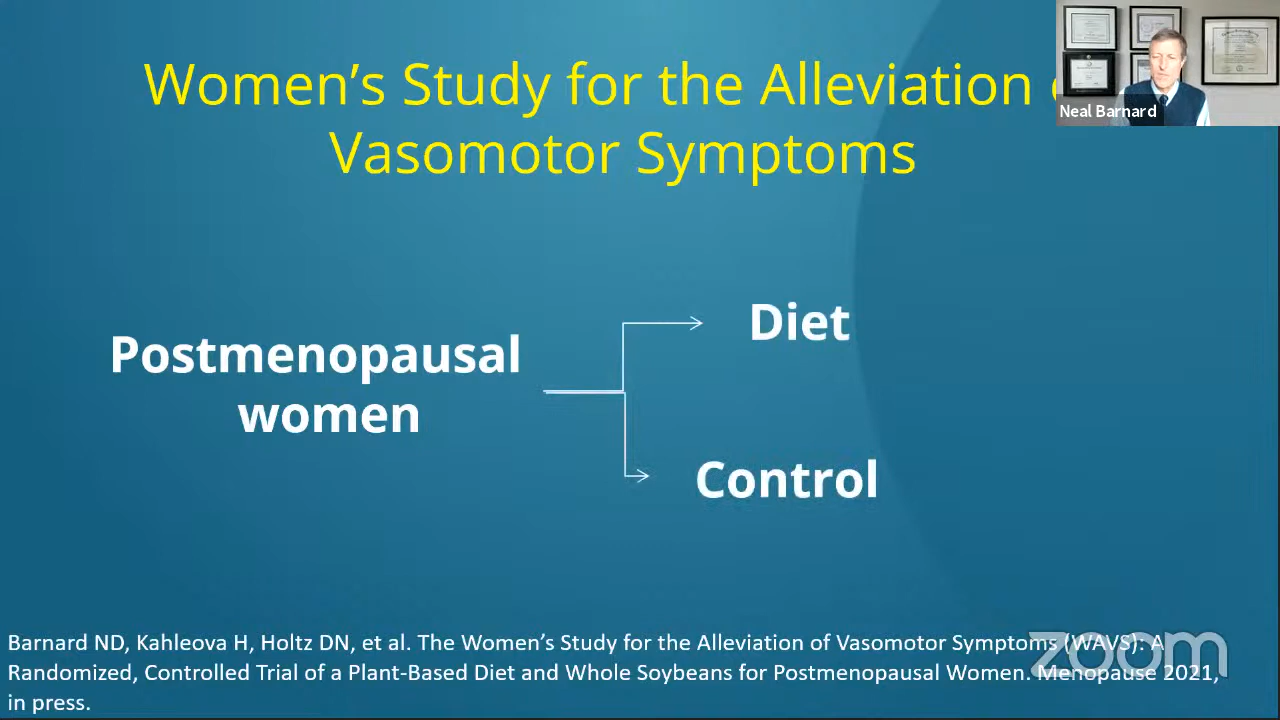 Women's Study for the Alleviation
Vasomotor Symptoms
Neal Barnard
Postmenopausal
women
Diet
Control
Barnard ND, Kahleova H, Holtz DN, et al. The Women's Study for the Alleviation of Vasomotor Symptoms (WAVS): A
Randomized, Controlled Trial of a Plant-Based Diet and Whole Soybeans for Postmenopausal Women. Menopause 2021,
in press.
zoom